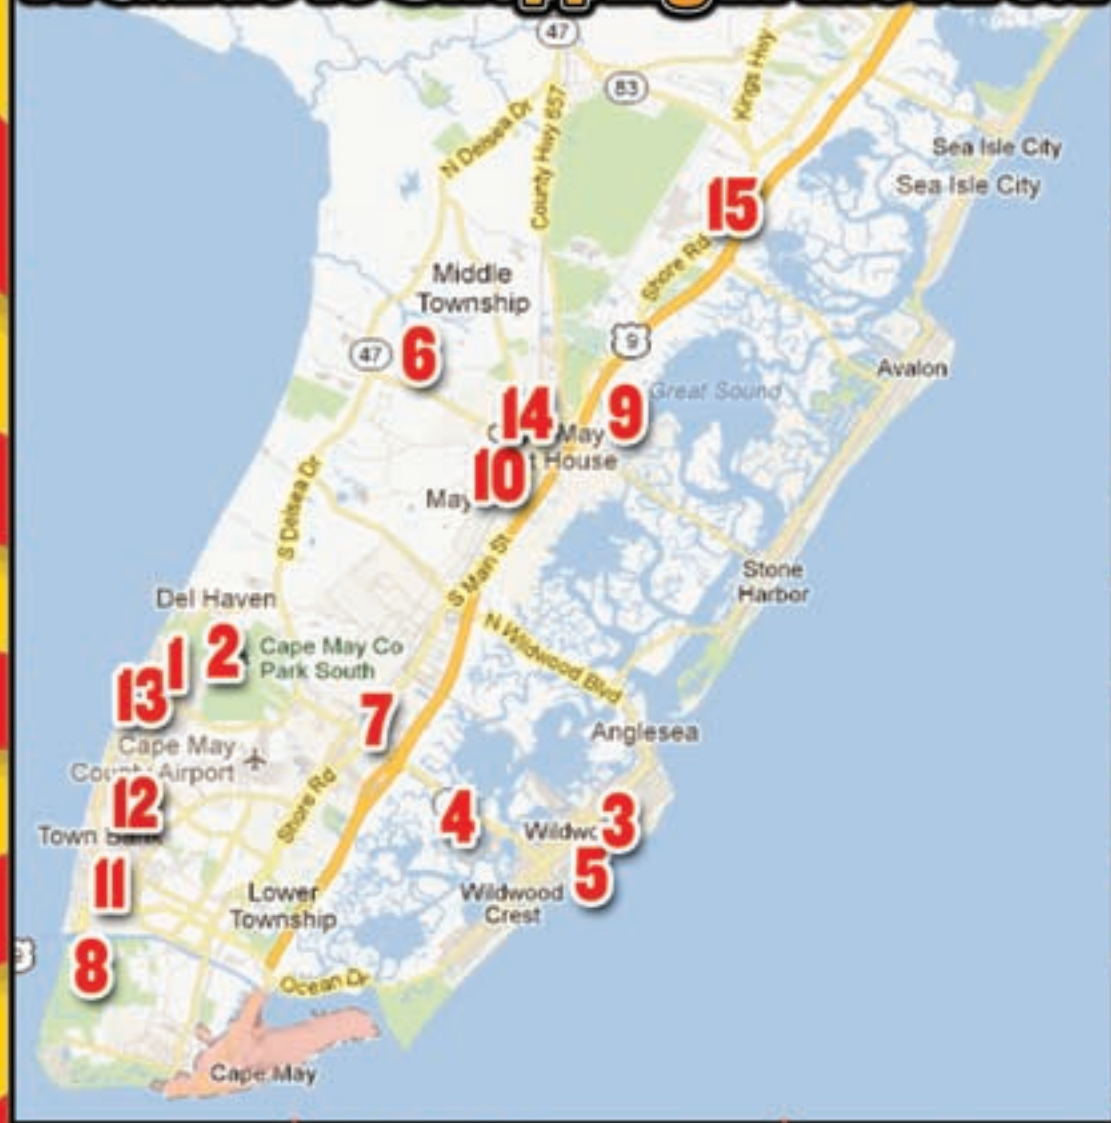 47
83
Kings Hwy
N Delsea Dr
County Hwy 657
Sea Isle City
Sea Isle City
15
Shore Rd
Middle
Township
9
47
6
Avalon
Great Sound
14
9
May
House
10
May
S Delsea Dr
S Main St
Stone
Harbor
Del Haven
N Wildwood Blvd
1
2
Cape May Co
Park South
13
7
Anglesea
Cape May
County Airport
12
4
3
Wildwo
Town Bank
Shore Rd
5
11
Lower
Township
Wildwood
Crest
8
Ocean Dr
Cape May